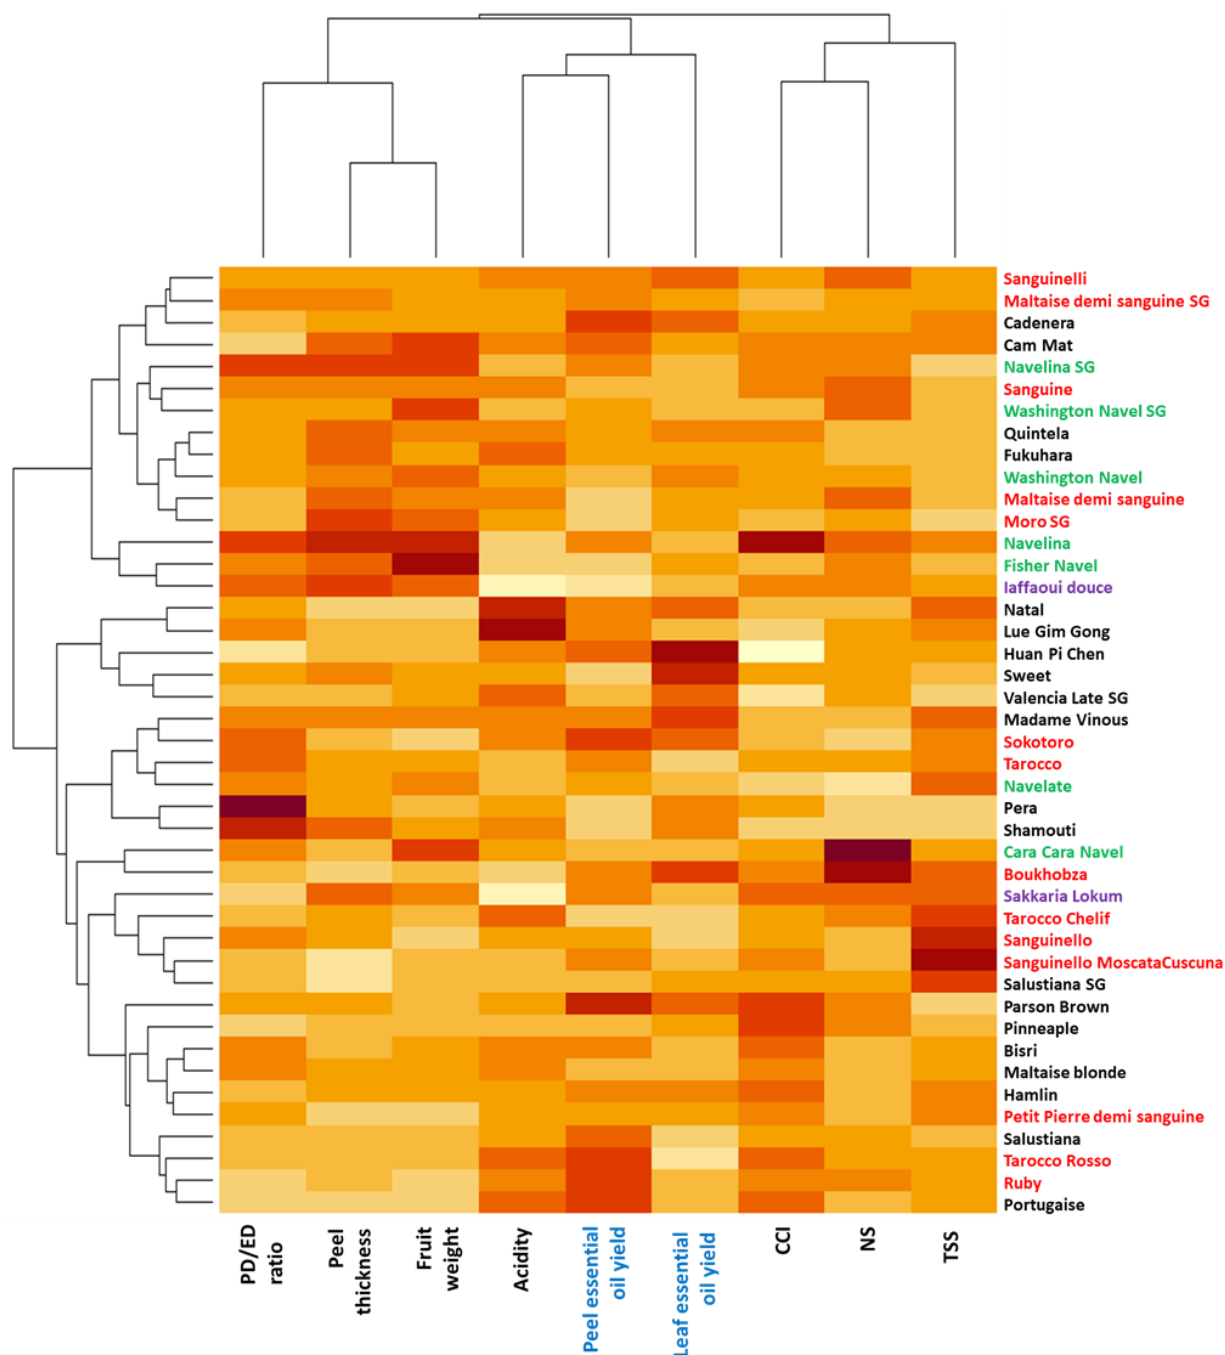 Sanguinelli
Maltaise demi sanguine SG
Cadenera
Cam Mat
Navelina SG
Sanguine
Washington Navel SG
Quintela
Fukuhara
Washington Navel
Maltaise demi sanguine
Moro SG
Navelina
Fisher Navel
Iaffaoui douce
Natal
Lue Gim Gong
Huan Pi Chen
Sweet
Valencia Late SG
Madame Vinous
Sokotoro
Tarocco
Navelate
Pera
Shamouti
Cara Cara Navel
Boukhobza
Sakkaria Lokum
Tarocco Chelif
Sanguinello
Sanguinello MoscataCuscuna
Salustiana SG
Parson Brown
Pinneaple
Bisri
Maltaise blonde
Hamlin
Petit Pierre demi sanguine
Salustiana
Tarocco Rosso
Ruby
Portugaise
PD/ED
ratio
Peel
thickness
Fruit
weight
Acidity
Peel essential
oil yield
Leaf essential
oil yield
CCI
NS
TSS